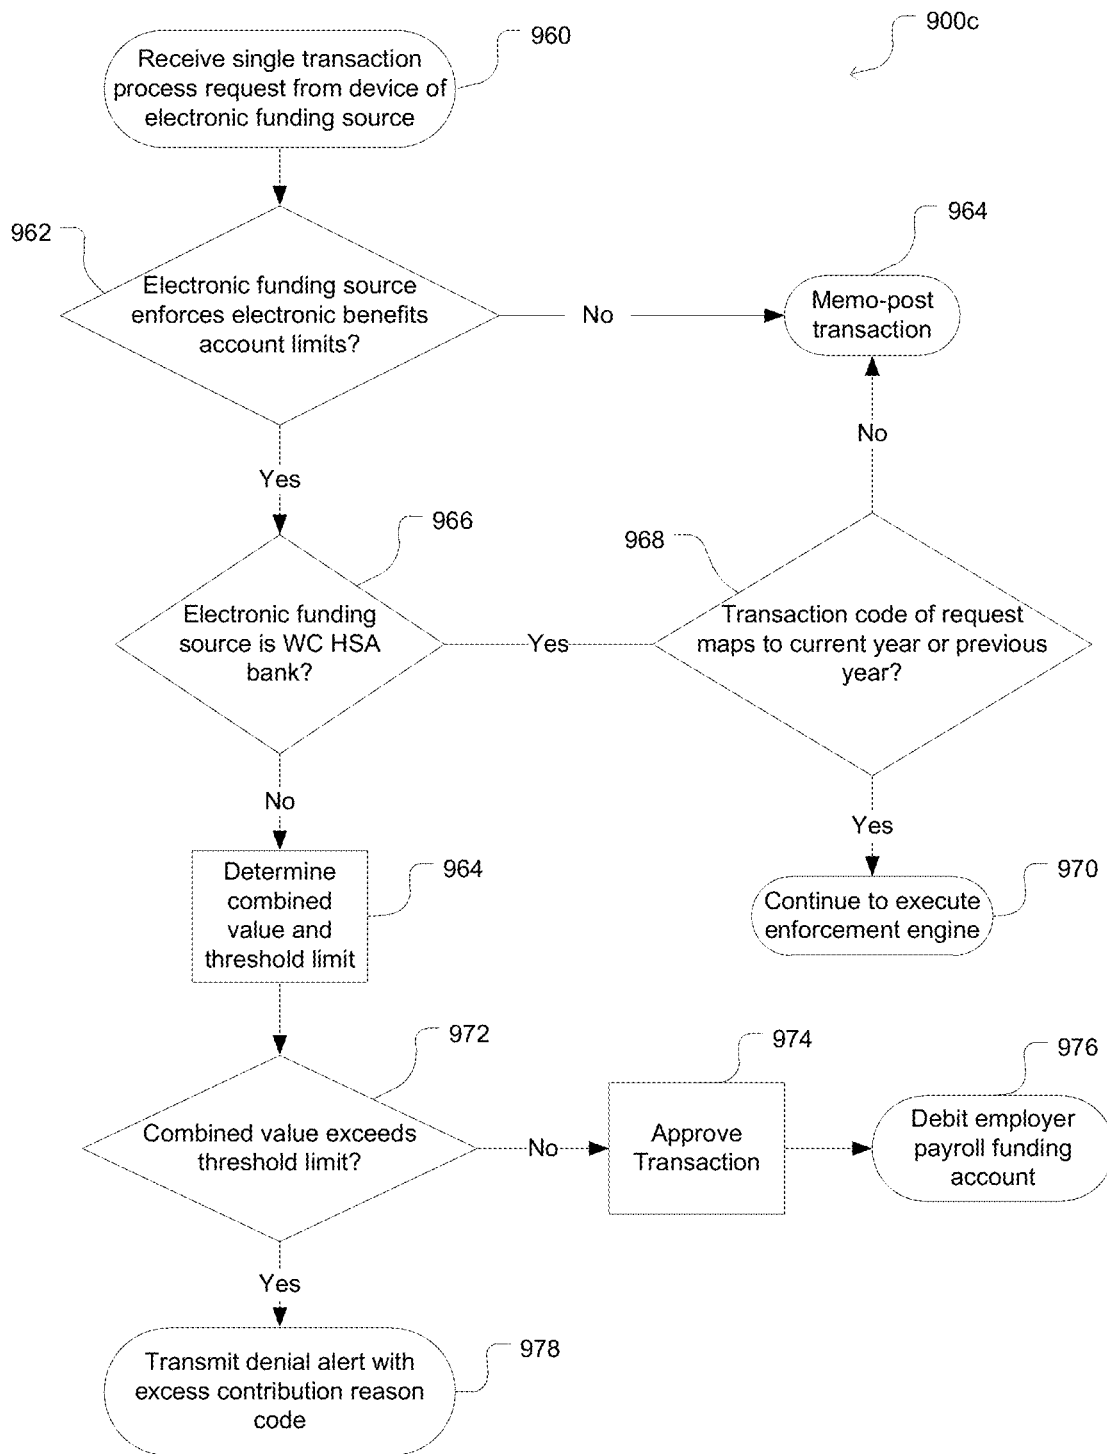 900c
960
Receive single transaction
process request from device of
electronic funding source
962
Electronic funding source
enforces electronic benefits
account limits?
No
964
Memo-post
transaction
Yes
No
966
Electronic funding
source is WC HSA
bank?
Yes
968
Transaction code of request
maps to current year or previous
year?
No
Yes
964
Determine
combined
value and
threshold limit
970
Continue to execute
enforcement engine
972
Combined value exceeds
threshold limit?
No
974
Approve
Transaction
976
Debit employer
payroll funding
account
Yes
978
Transmit denial alert with
excess contribution reason
code